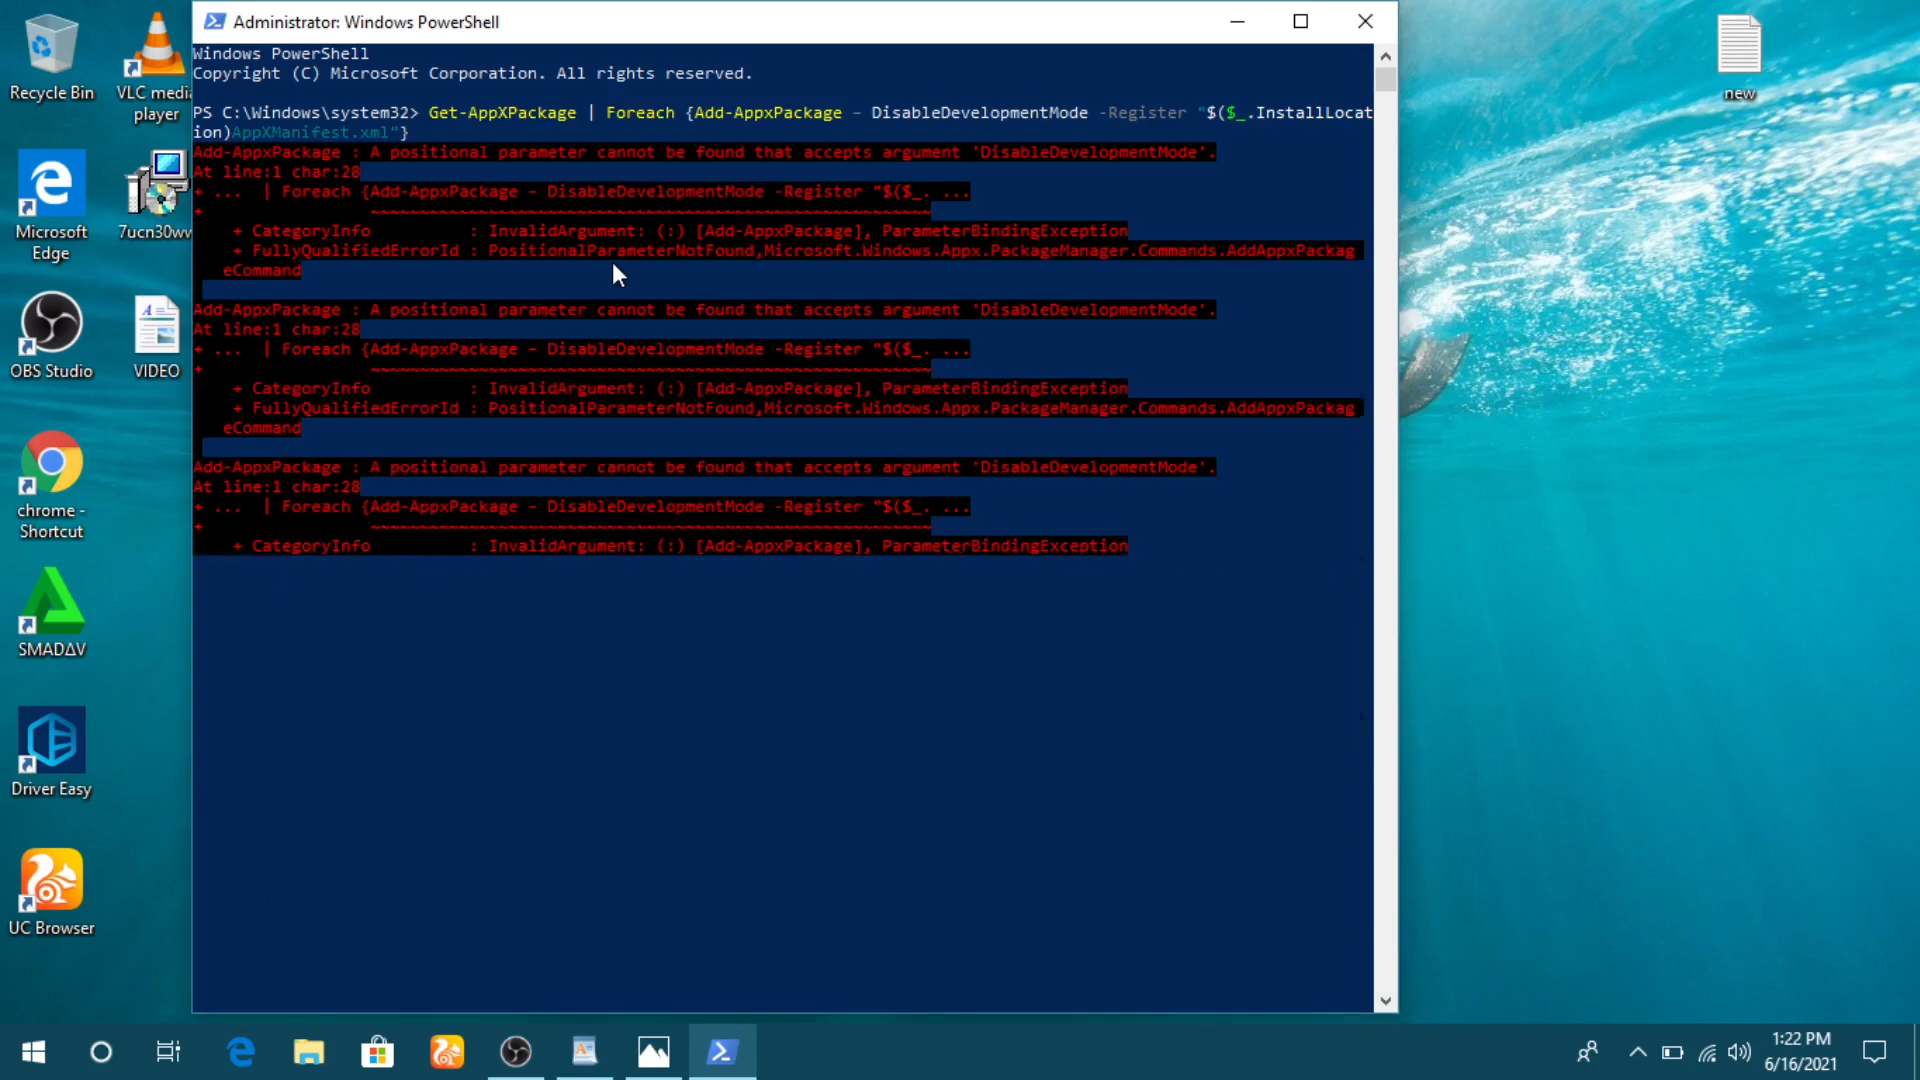 Administrator: Windows PowerShell
Windows PowerShell
Copyright (C) Microsoft Corporation. All rights reserved.
PS C:\Windows\system32> Get-AppXPackage | Foreach {Add-AppxPackage – DisableDevelopmentMode -Register "$($_.InstallLocat
ion)AppXManifest.xml"}
Add-AppxPackage : A positional parameter cannot be found that accepts argument 'DisableDevelopmentMode'.
At line:1 char:28
+ ...  | Foreach {Add-AppxPackage – DisableDevelopmentMode -Register "$($_. ...
+                 ~~~~~~~~~~~~~~~~~~~~~~~~~~~~~~~~~~~~~~~~~~~~~~~~~~~~~~~~~
    + CategoryInfo          : InvalidArgument: (:) [Add-AppxPackage], ParameterBindingException
    + FullyQualifiedErrorId : PositionalParameterNotFound,Microsoft.Windows.Appx.PackageManager.Commands.AddAppxPackag
   eCommand
Add-AppxPackage : A positional parameter cannot be found that accepts argument 'DisableDevelopmentMode'.
At line:1 char:28
+ ...  | Foreach {Add-AppxPackage – DisableDevelopmentMode -Register "$($_. ...
+                 ~~~~~~~~~~~~~~~~~~~~~~~~~~~~~~~~~~~~~~~~~~~~~~~~~~~~~~~~~
    + CategoryInfo          : InvalidArgument: (:) [Add-AppxPackage], ParameterBindingException
    + FullyQualifiedErrorId : PositionalParameterNotFound,Microsoft.Windows.Appx.PackageManager.Commands.AddAppxPackag
   eCommand
Add-AppxPackage : A positional parameter cannot be found that accepts argument 'DisableDevelopmentMode'.
At line:1 char:28
+ ...  | Foreach {Add-AppxPackage – DisableDevelopmentMode -Register "$($_. ...
+                 ~~~~~~~~~~~~~~~~~~~~~~~~~~~~~~~~~~~~~~~~~~~~~~~~~~~~~~~~~
    + CategoryInfo          : InvalidArgument: (:) [Add-AppxPackage], ParameterBindingException
Recycle Bin
VLC media
player
Microsoft
Edge
7ucn30ww
OBS Studio
VIDEO
chrome -
Shortcut
SMADΔV
Driver Easy
UC Browser
new
1:22 PM
6/16/2021